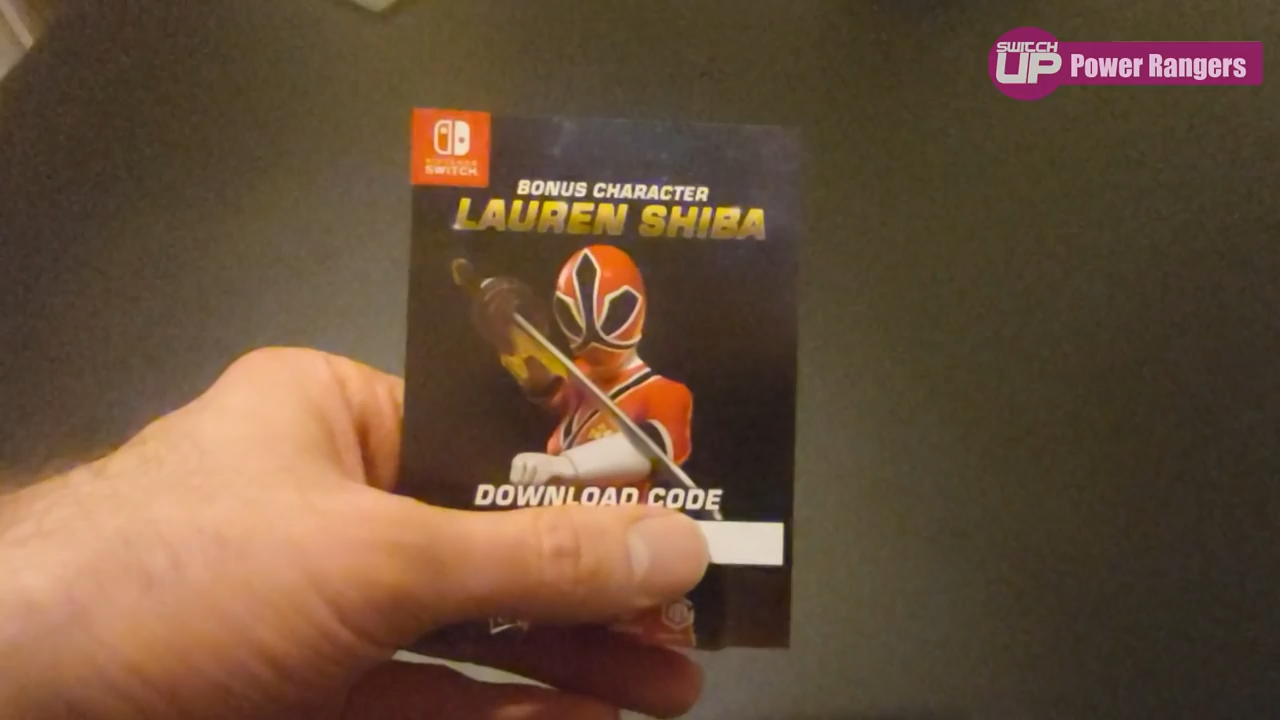 SWITCH
UP Power Rangers
NINTENDO
SWITCH
BONUS CHARACTER
LAUREN SHIBA
DOWNLOAD CODE